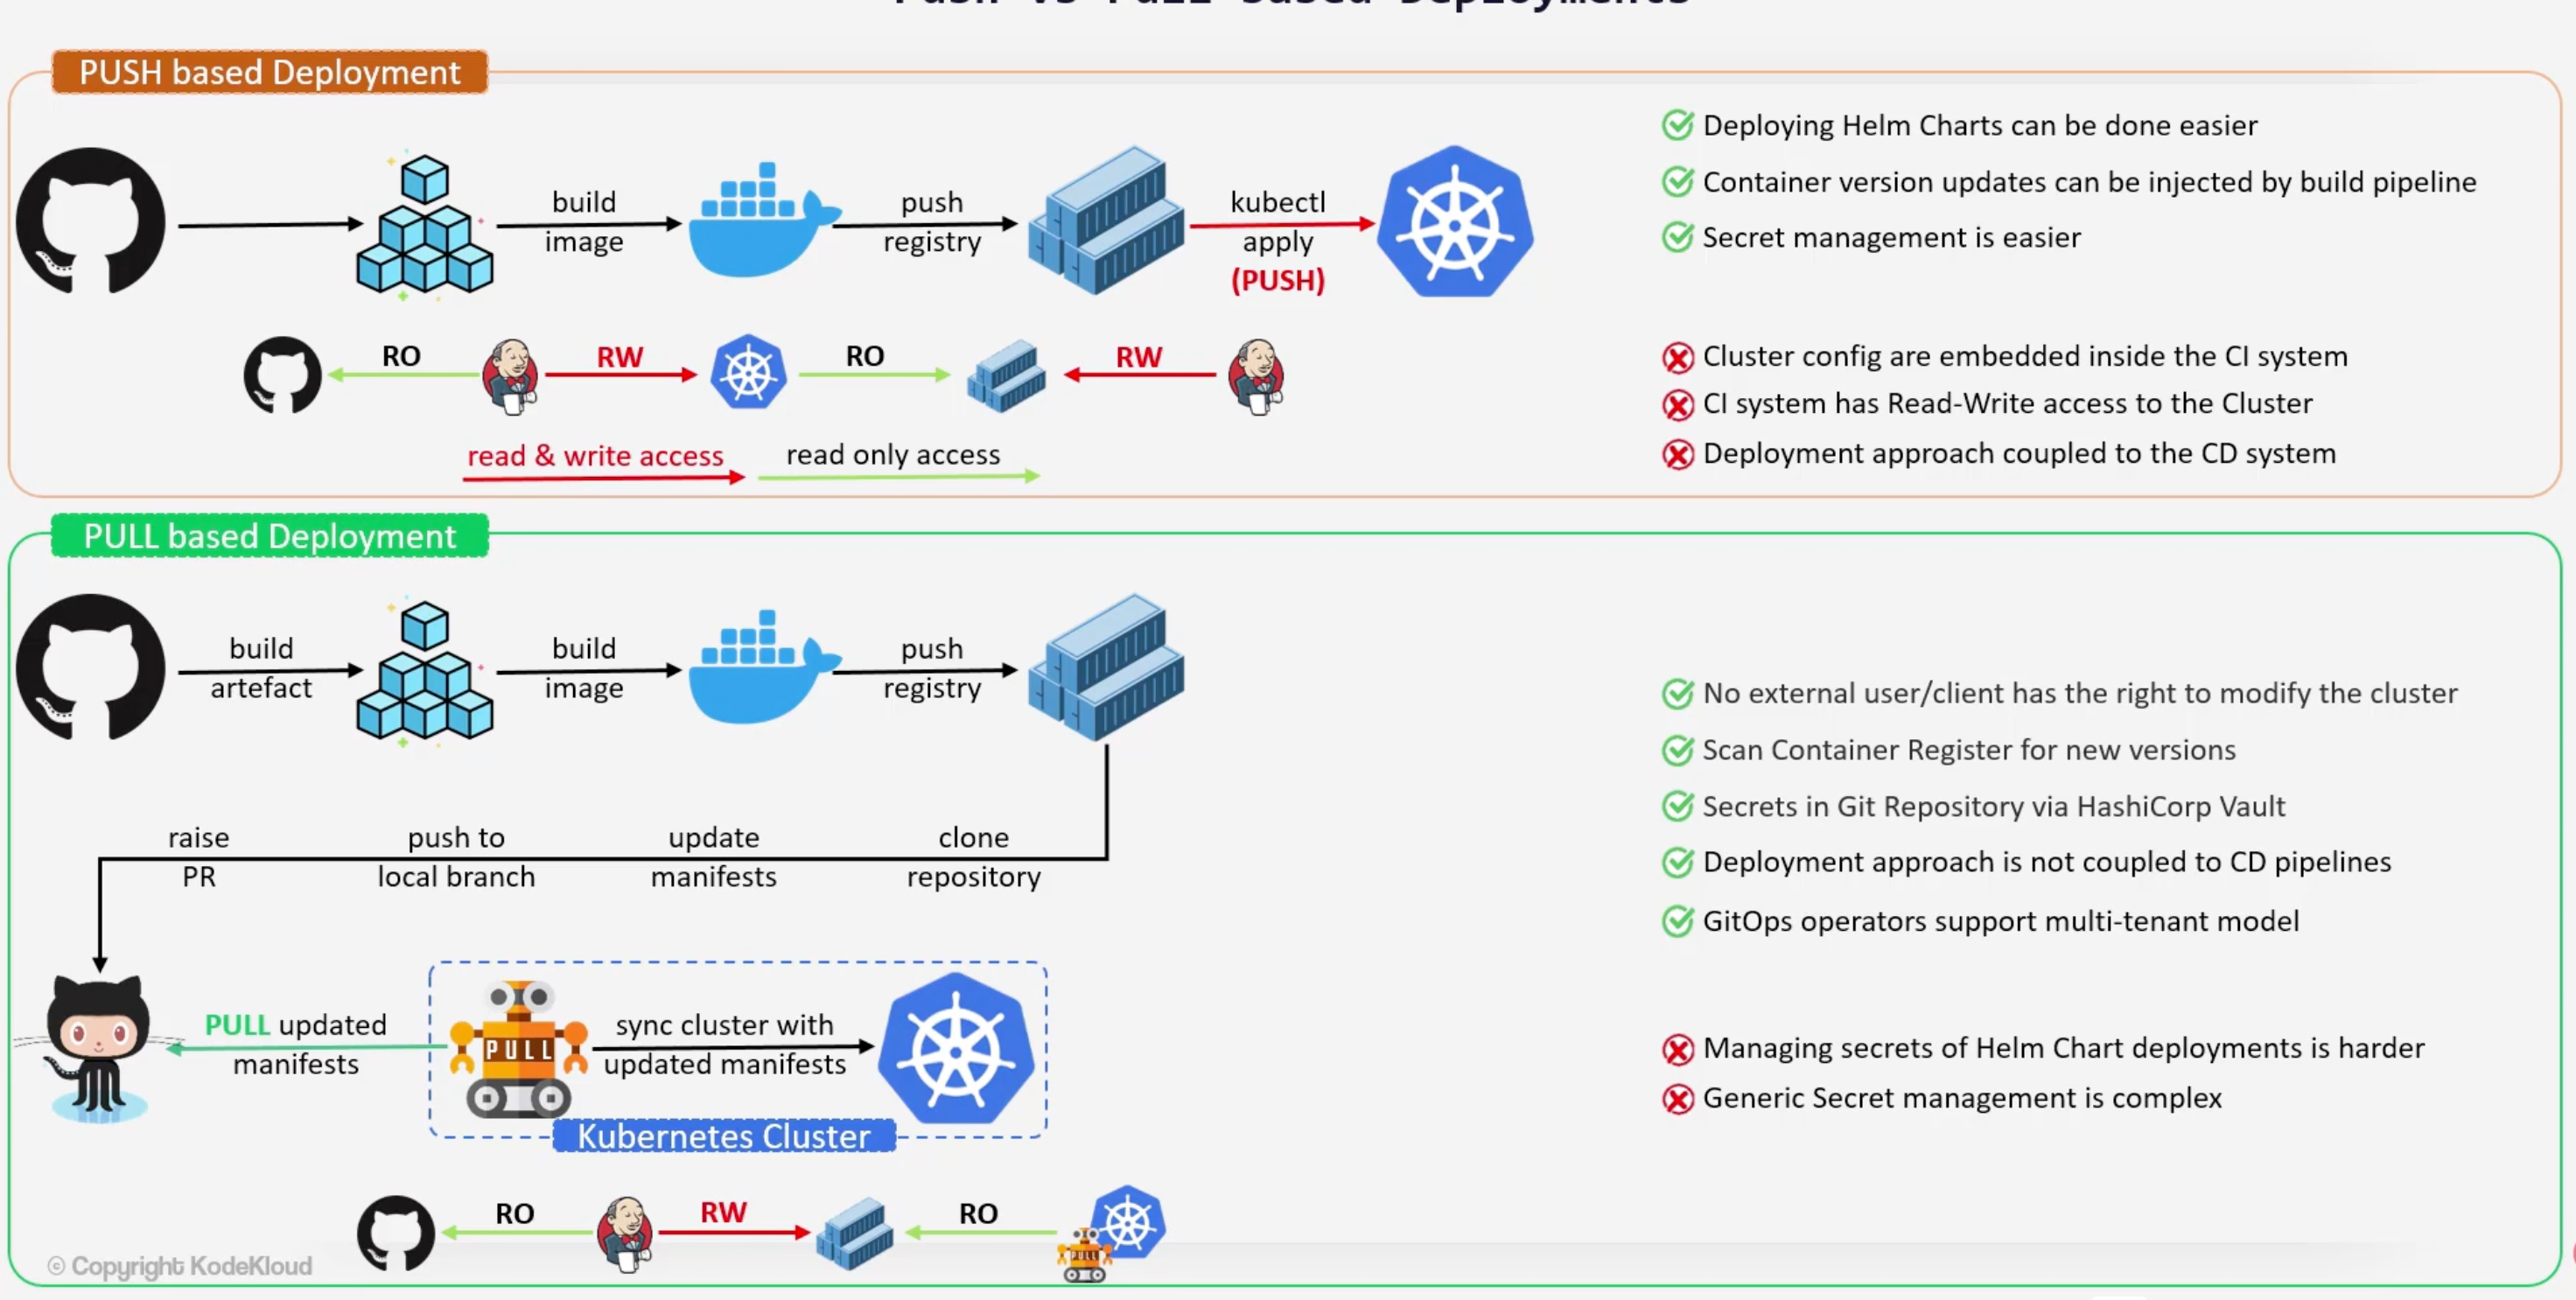 Push vs Pull based Deployments
PUSH based Deployment
build
image
push
registry
kubectl
apply
(PUSH)
Deploying Helm Charts can be done easier
Container version updates can be injected by build pipeline
Secret management is easier
RO
RW
RO
RW
read & write access
read only access
Cluster config are embedded inside the CI system
CI system has Read-Write access to the Cluster
Deployment approach coupled to the CD system
PULL based Deployment
build
artefact
build
image
push
registry
raise
PR
push to
local branch
update
manifests
clone
repository
PULL updated
manifests
PULL
sync cluster with
updated manifests
Kubernetes Cluster
No external user/client has the right to modify the cluster
Scan Container Register for new versions
Secrets in Git Repository via HashiCorp Vault
Deployment approach is not coupled to CD pipelines
GitOps operators support multi-tenant model
Managing secrets of Helm Chart deployments is harder
Generic Secret management is complex
RO
RW
RO
PULL
© Copyright KodeKloud